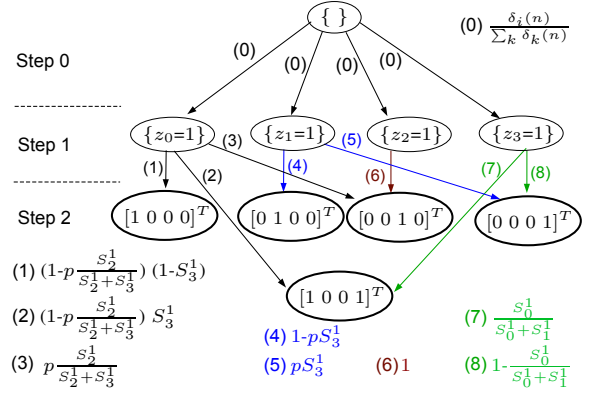 { }
(0) δ_i(n) / ∑_k δ_k(n)
Step 0
(0) (0) (0) (0)
Step 1
{z_0=1} {z_1=1} {z_2=1} {z_3=1}
(1) (2) (3) (4) (5) (6) (7) (8)
Step 2
[1 0 0 0]^T [0 1 0 0]^T [0 0 1 0]^T [0 0 0 1]^T
[1 0 0 1]^T
(1) (1-p S_2^1 / S_2^1+S_3^1) (1-S_3^1)
(2) (1-p S_2^1 / S_2^1+S_3^1) S_3^1
(3) p S_2^1 / S_2^1+S_3^1
(4) 1-pS_3^1
(5) pS_3^1 (6) 1
(7) S_0^1 / S_0^1+S_1^1
(8) 1- S_0^1 / S_0^1+S_1^1